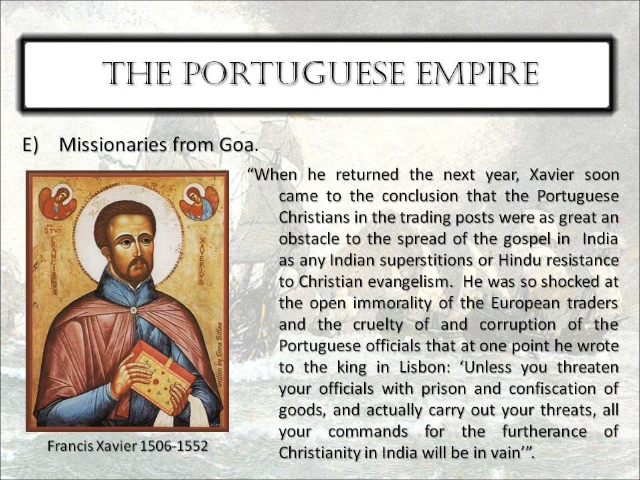 THE PORTUGUESE EMPIRE
E) Missionaries from Goa.
“When he returned the next year, Xavier soon
came to the conclusion that the Portuguese
Christians in the trading posts were as great an
obstacle to the spread of the gospel in India
as any Indian superstitions or Hindu resistance
to Christian evangelism. He was so shocked at
the open immorality of the European traders
and the cruelty of and corruption of the
Portuguese officials that at one point he wrote
to the king in Lisbon: ‘Unless you threaten
your officials with prison and confiscation of
goods, and actually carry out your threats, all
your commands for the furtherance of
Christianity in India will be in vain’”.
Francis Xavier 1506-1552